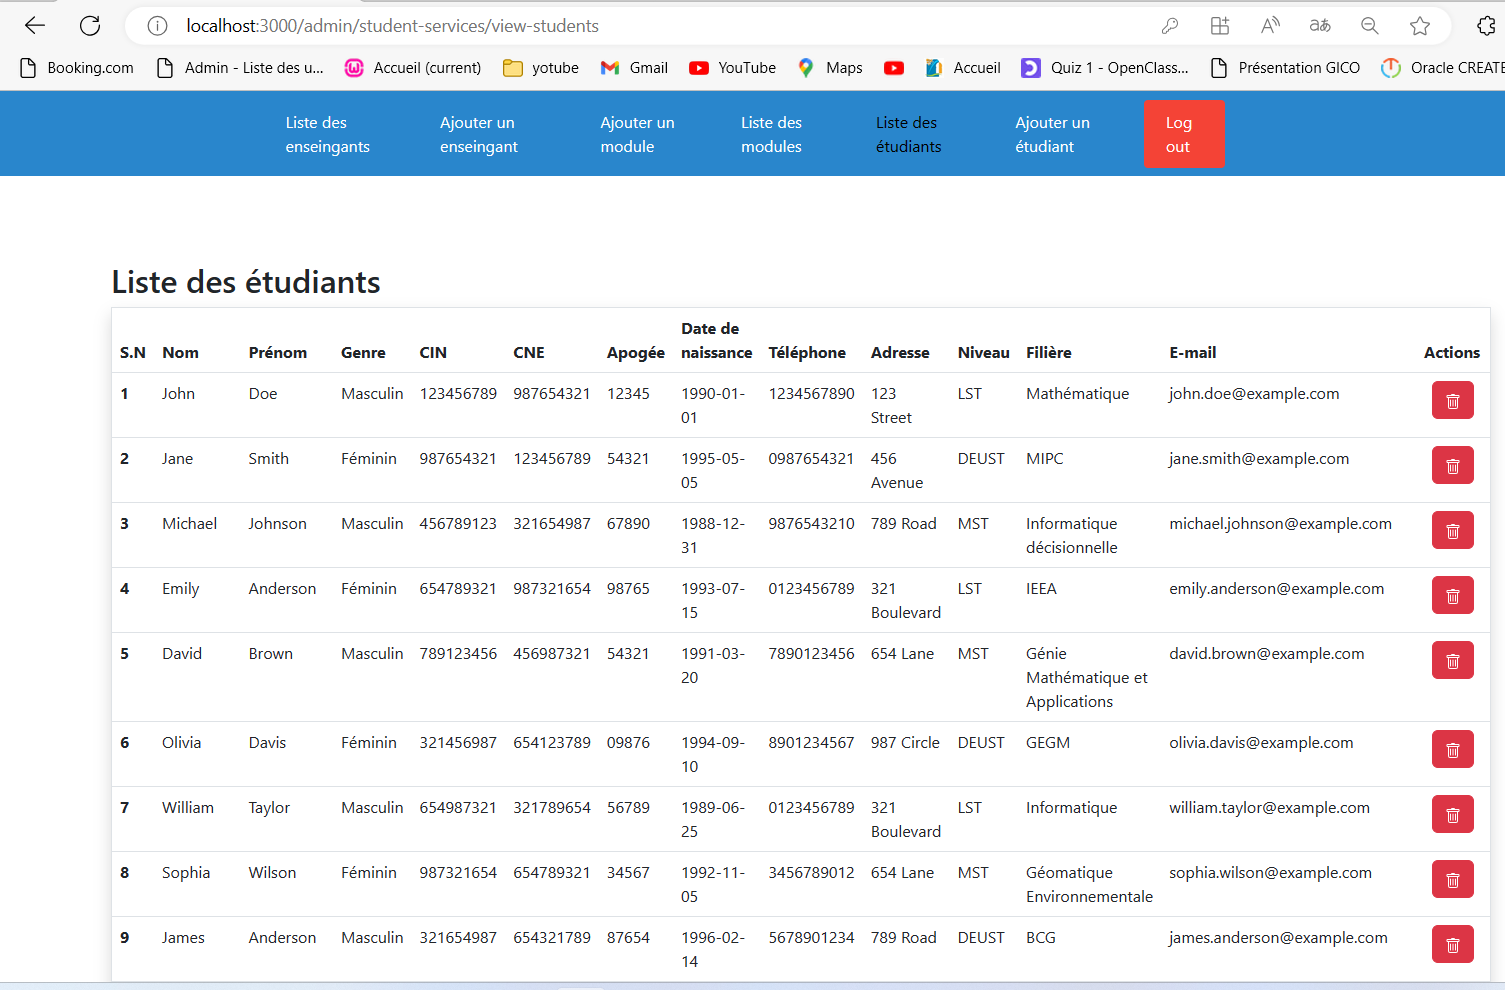 localhost:3000/admin/student-services/view-students
Booking.com Admin - Liste des u... Accueil (current) yotube Gmail YouTube Maps Accueil Quiz 1 - OpenClass... Présentation GICO Oracle CREATE
Liste des enseingants
Ajouter un enseingant
Ajouter un module
Liste des modules
Liste des étudiants
Ajouter un étudiant
Log out
Liste des étudiants
S.N Nom Prénom Genre CIN CNE Apogée Date de naissance Téléphone Adresse Niveau Filière E-mail Actions
1 John Doe Masculin 123456789 987654321 12345 1990-01-01 1234567890 123 Street LST Mathématique john.doe@example.com
2 Jane Smith Féminin 987654321 123456789 54321 1995-05-05 0987654321 456 Avenue DEUST MIPC jane.smith@example.com
3 Michael Johnson Masculin 456789123 321654987 67890 1988-12-31 9876543210 789 Road MST Informatique décisionnelle michael.johnson@example.com
4 Emily Anderson Féminin 654789321 987321654 98765 1993-07-15 0123456789 321 Boulevard LST IEEA emily.anderson@example.com
5 David Brown Masculin 789123456 456987321 54321 1991-03-20 7890123456 654 Lane MST Génie Mathématique et Applications david.brown@example.com
6 Olivia Davis Féminin 321456987 654123789 09876 1994-09-10 8901234567 987 Circle DEUST GEGM olivia.davis@example.com
7 William Taylor Masculin 654987321 321789654 56789 1989-06-25 0123456789 321 Boulevard LST Informatique william.taylor@example.com
8 Sophia Wilson Féminin 987321654 654789321 34567 1992-11-05 3456789012 654 Lane MST Géomatique Environnementale sophia.wilson@example.com
9 James Anderson Masculin 321654987 654321789 87654 1996-02-14 5678901234 789 Road DEUST BCG james.anderson@example.com